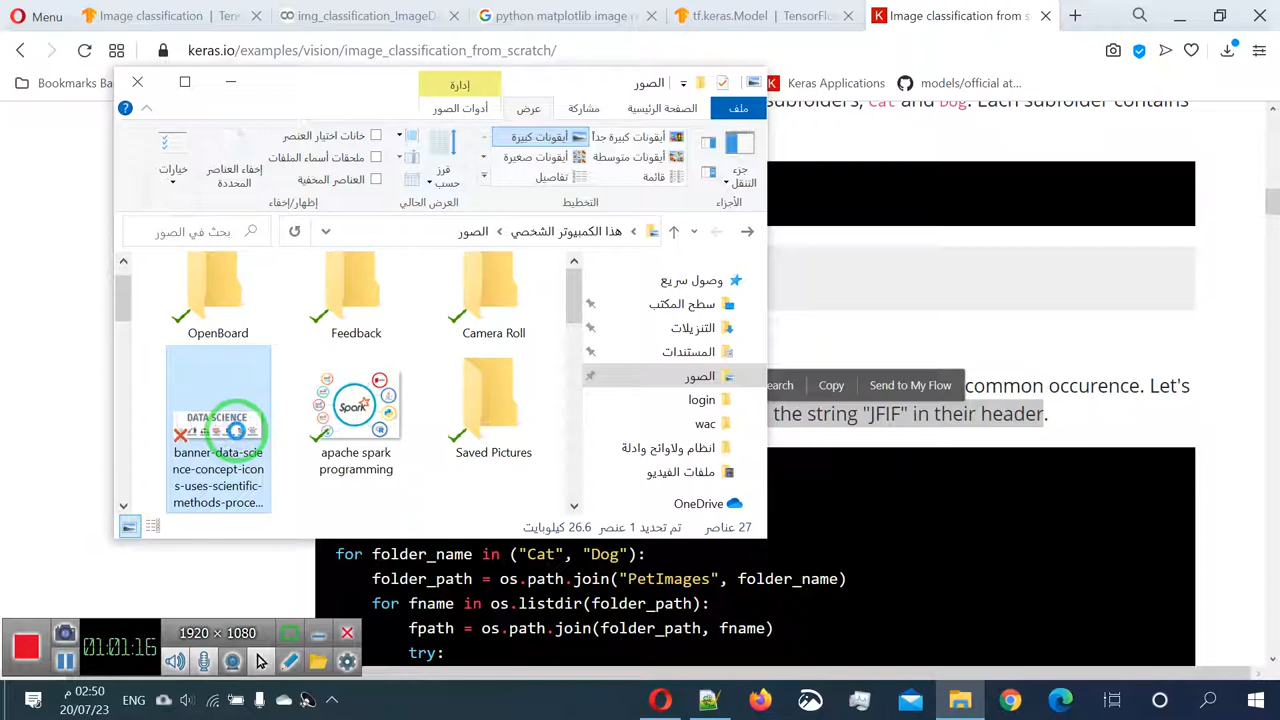 Menu
Image classification | Ten
img_classification_ImageDa
python matplotlib image r
tf.keras.Model | TensorFlow
Image classification from s
keras.io/examples/vision/image_classification_from_scratch/
Bookmarks Ba
Keras Applications
models/official at...
subfolders, Cat and Dog. Each subfolder contains
الصور
إدارة
ملف
الصفحة الرئيسية
مشاركة
عرض
أدوات الصور
جزء التنقل
الأجزاء
أيقونات كبيرة جداً
أيقونات كبيرة
أيقونات متوسطة
أيقونات صغيرة
قائمة
تفاصيل
التخطيط
فرز حسب
العرض الحالي
خانات اختيار العنصر
ملحقات أسماء الملفات
العناصر المخفية
إخفاء العناصر المحددة
إظهار/إخفاء
خيارات
هذا الكمبيوتر الشخصي
الصور
بحث في الصور
وصول سريع
سطح المكتب
التنزيلات
المستندات
الصور
login
wac
انظام ولاوائح وادلة
ملفات الفيديو
OneDrive
OpenBoard
Feedback
Camera Roll
DATA SCIENCE
banner-data-scie
nce-concept-icon
s-uses-scientific-
methods-proce...
Spark
apache spark
programming
Saved Pictures
27 عناصر
تم تحديد 1 عنصر 26.6 كيلوبايت
earch
Copy
Send to My Flow
common occurence. Let's
the string "JFIF" in their header.
for folder_name in ("Cat", "Dog"):
folder_path = os.path.join("PetImages", folder_name)
for fname in os.listdir(folder_path):
fpath = os.path.join(folder_path, fname)
try:
01:01:16
1920 × 1080
02:50 م
20/07/23
ENG